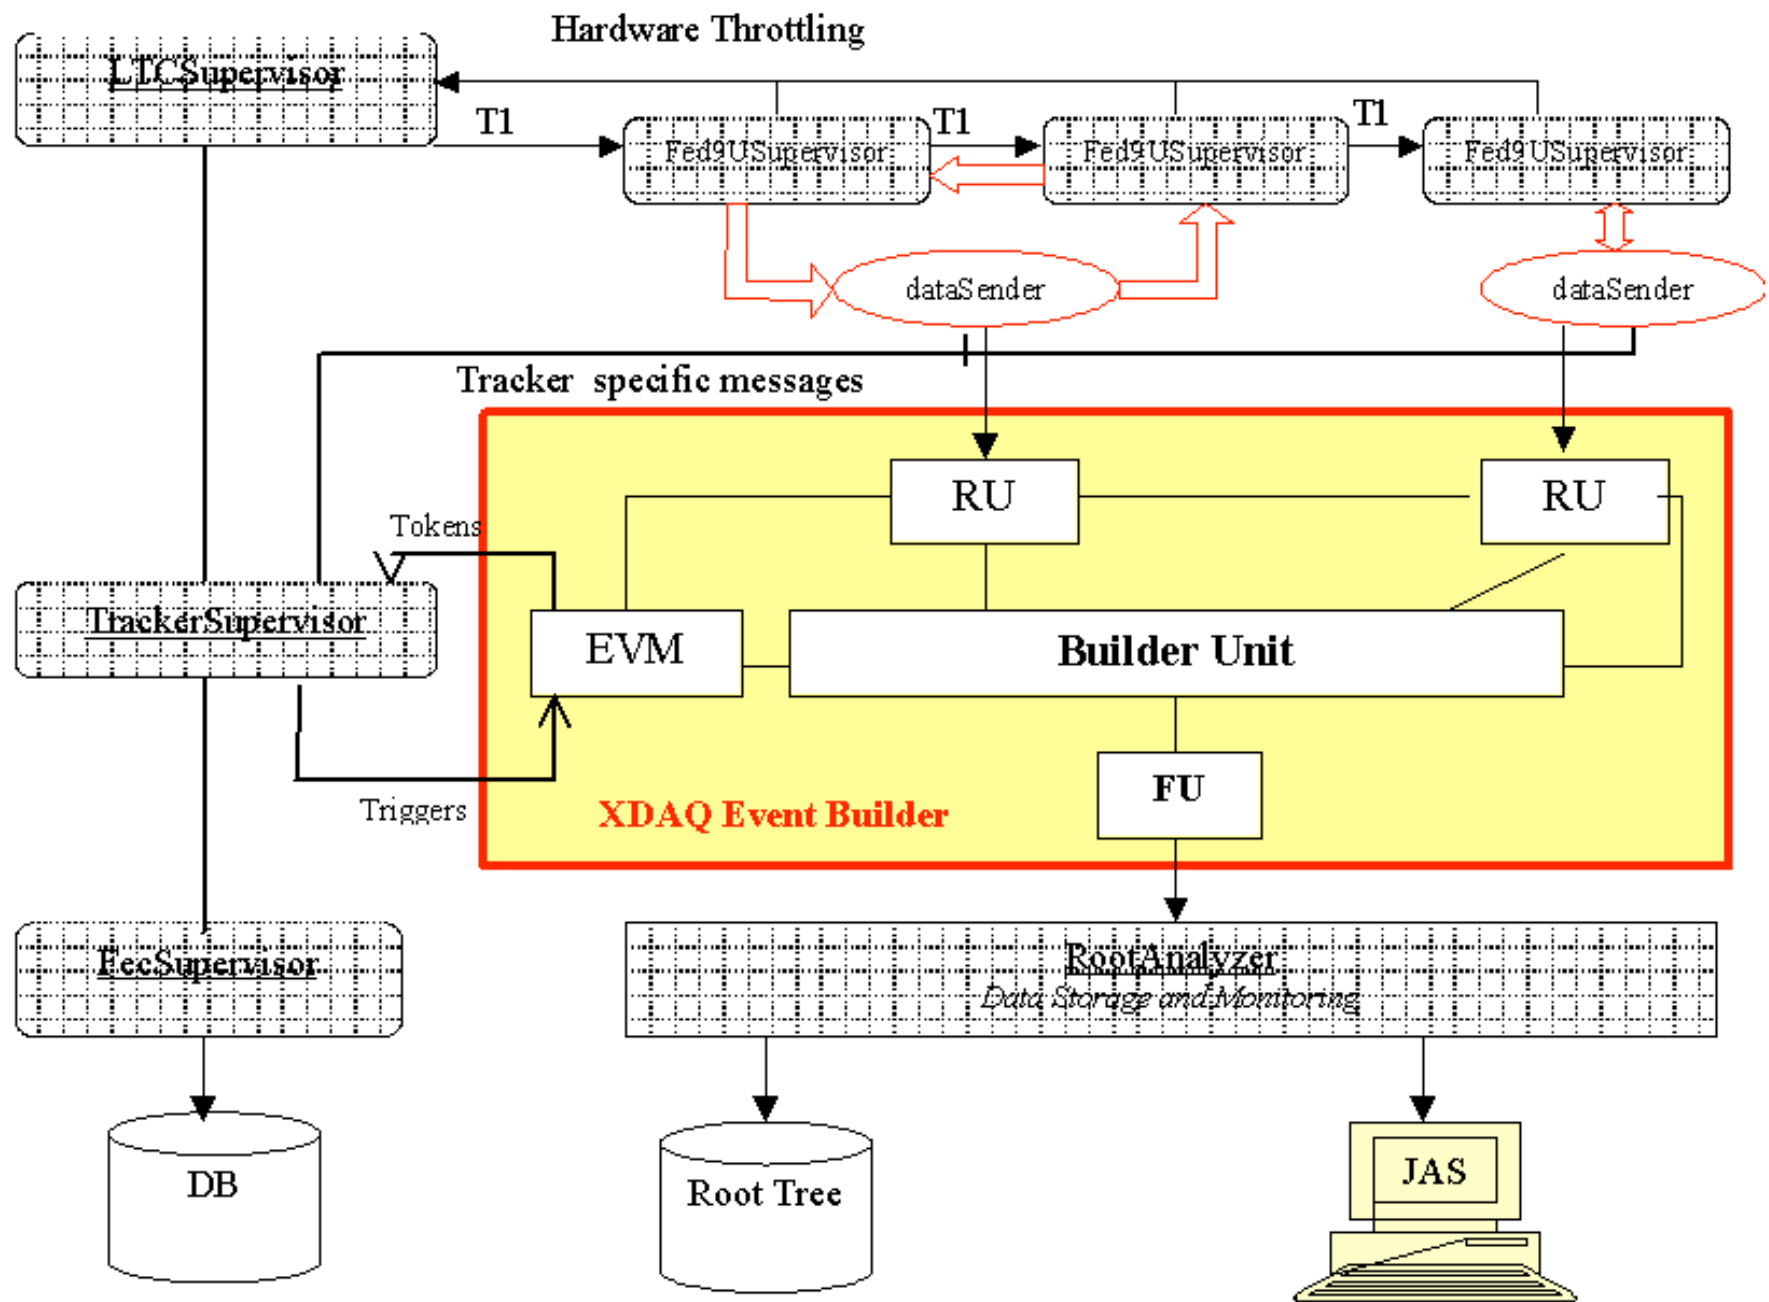 Hardware Throttling
LTCSupervisor
T1
T1
T1
Fed9USupervisor
Fed9USupervisor
Fed9USupervisor
dataSender
dataSender
Tracker specific messages
RU
RU
Tokens
TrackerSupervisor
EVM
Builder Unit
FU
Triggers
XDAQ Event Builder
FecSupervisor
RootAnalyzer
Data Storage and Monitoring
DB
Root Tree
JAS